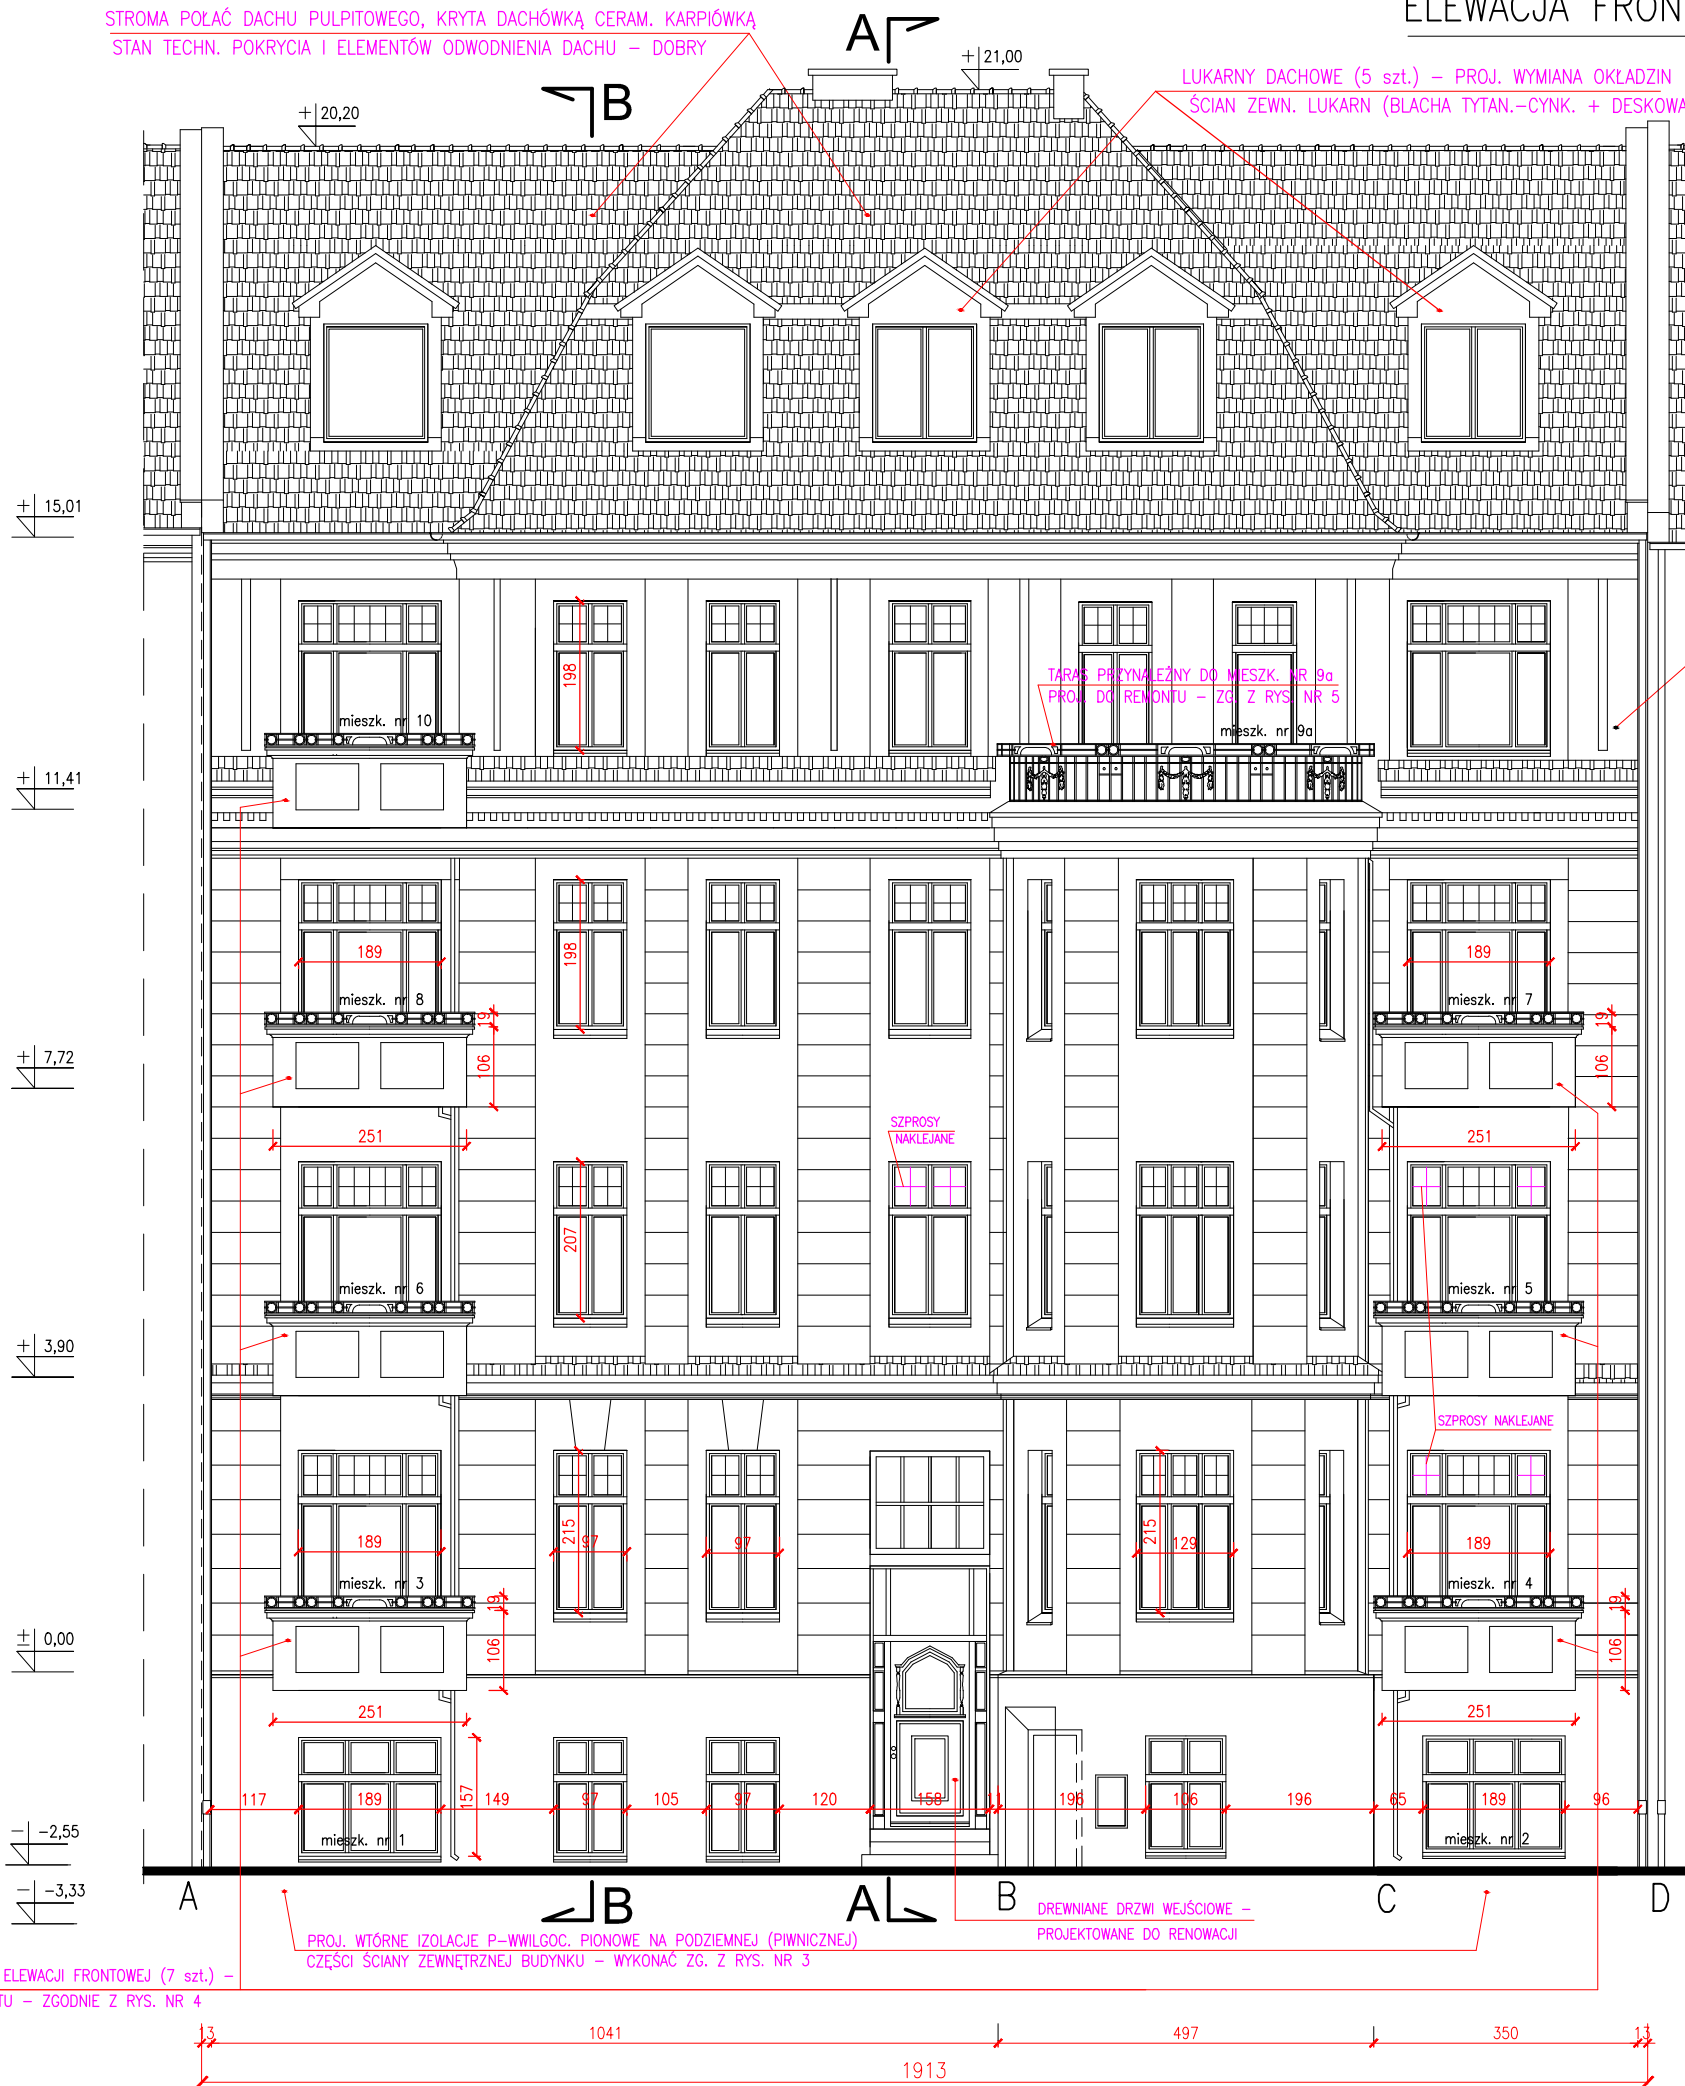 ELEWACJA FRON
STROMA POŁAĆ DACHU PULPITOWEGO, KRYTA DACHÓWKĄ CERAM. KARPIÓWKĄ
STAN TECHN. POKRYCIA I ELEMENTÓW ODWODNIENIA DACHU – DOBRY
A
+ 21,00
LUKARNY DACHOWE (5 szt.) – PROJ. WYMIANA OKŁADZIN
ŚCIAN ZEWN. LUKARN (BLACHA TYTAN.–CYNK. + DESKOWA
B
+ 20,20
+ 15,01
198
TARAS PRZYNALEŻNY DO MIESZK. NR 9a
PROJ. DO REMONTU – ZG. Z RYS. NR 5
mieszk. nr 10
mieszk. nr 9a
+ 11,41
189
198
189
mieszk. nr 8
mieszk. nr 7
19
19
+ 7,72
106
106
251
251
SZPROSY
NAKLEJANE
207
mieszk. nr 6
mieszk. nr 5
+ 3,90
SZPROSY NAKLEJANE
189
215
97
97
215
129
189
mieszk. nr 3
mieszk. nr 4
19
19
± 0,00
106
106
251
251
157
117
189
149
97
105
97
120
158
11
196
106
196
65
189
96
mieszk. nr 1
mieszk. nr 2
– -2,55
– -3,33
A
B
A
B
C
D
DREWNIANE DRZWI WEJŚCIOWE –
PROJEKTOWANE DO RENOWACJI
PROJ. WTÓRNE IZOLACJE P–WWILGOC. PIONOWE NA PODZIEMNEJ (PIWNICZNEJ)
CZĘŚCI ŚCIANY ZEWNĘTRZNEJ BUDYNKU – WYKONAĆ ZG. Z RYS. NR 3
ELEWACJI FRONTOWEJ (7 szt.) –
TU – ZGODNIE Z RYS. NR 4
13
1041
497
350
13
1913